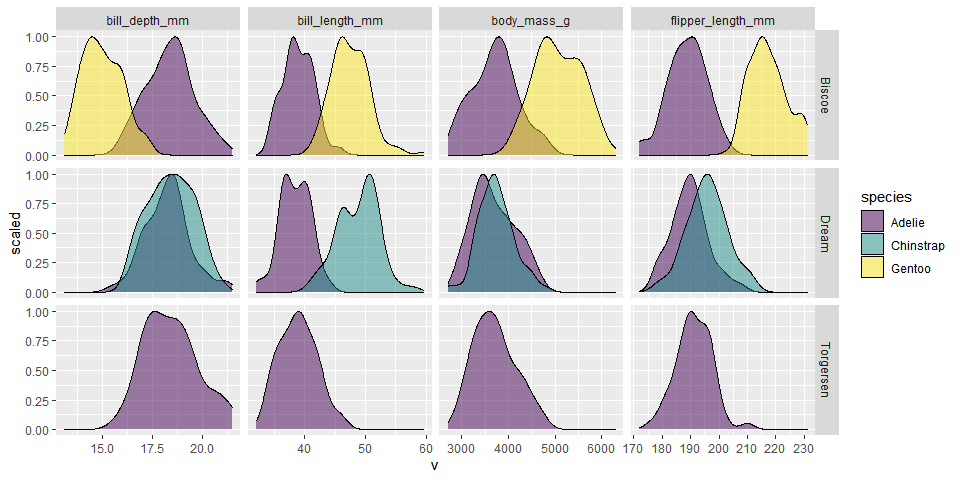 bill_depth_mm bill_length_mm body_mass_g flipper_length_mm
1.00
0.75
0.50
0.25
0.00
Biscoe
1.00
0.75
0.50
0.25
0.00
Dream
1.00
0.75
0.50
0.25
0.00
Torgersen
scaled
15.0 17.5 20.0 40 50 60 3000 4000 5000 6000 170 180 190 200 210 220 230
v
species
Adelie
Chinstrap
Gentoo